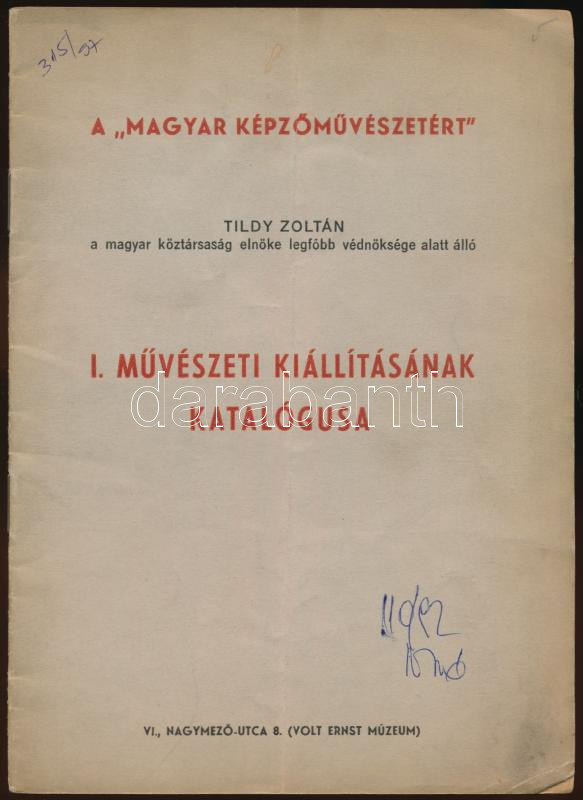 315/97
A „MAGYAR KÉPZŐMŰVÉSZETÉRT”
TILDY ZOLTÁN
a magyar köztársaság elnöke legfőbb védnöksége alatt álló
I. MŰVÉSZETI KIÁLLÍTÁSÁNAK
darabanth
KATALÓGUSA
VI., NAGYMEZŐ-UTCA 8. (VOLT ERNST MÚZEUM)